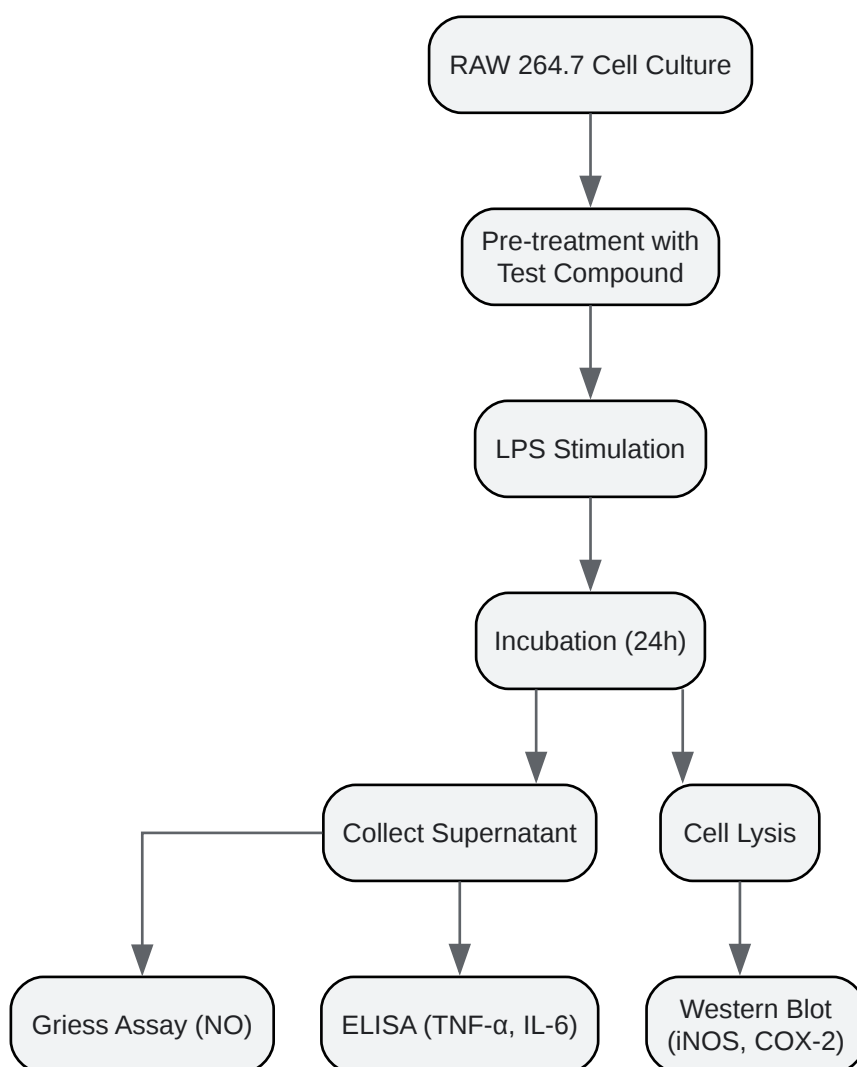 RAW 264.7 Cell Culture
Pre-treatment with
Test Compound
LPS Stimulation
Incubation (24h)
Collect Supernatant
Cell Lysis
Griess Assay (NO)
ELISA (TNF-α, IL-6)
Western Blot
(iNOS, COX-2)